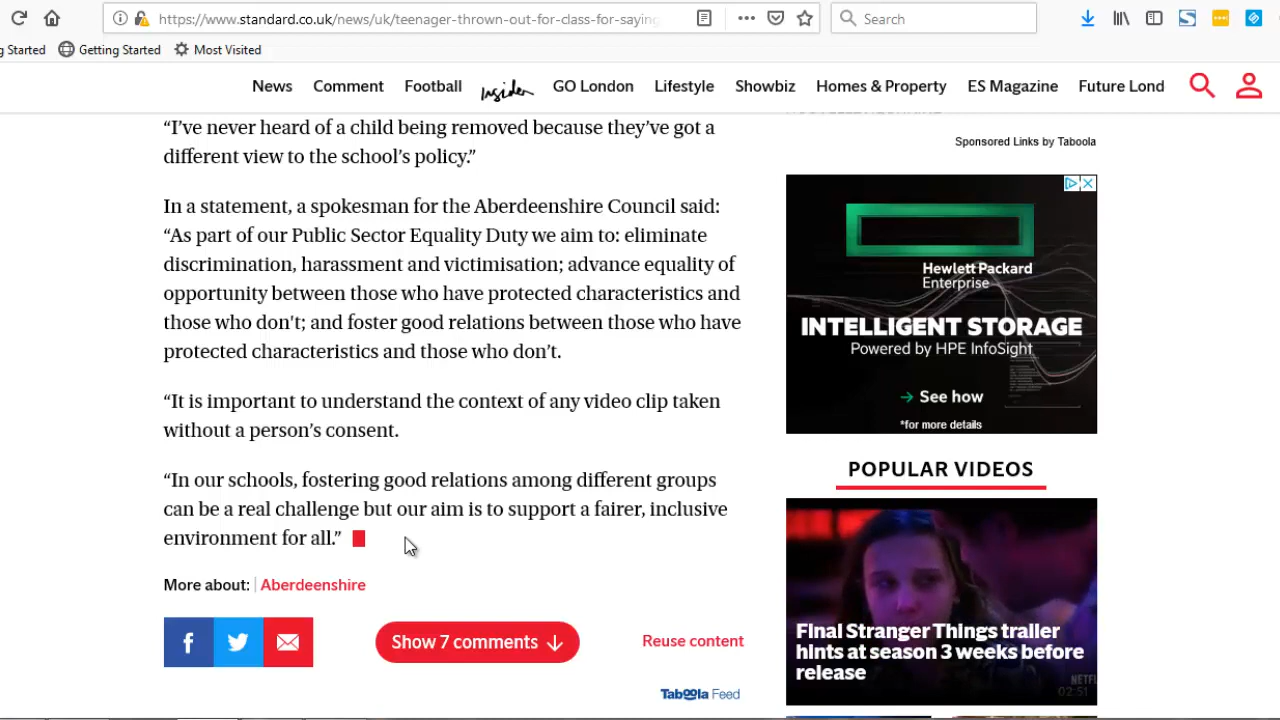 https://www.standard.co.uk/news/uk/teenager-thrown-out-for-class-for-saying
Search
g Started
Getting Started
Most Visited
News
Comment
Football
Insider
GO London
Lifestyle
Showbiz
Homes & Property
ES Magazine
Future Lond
“I’ve never heard of a child being removed because they’ve got a
different view to the school’s policy.”
In a statement, a spokesman for the Aberdeenshire Council said:
“As part of our Public Sector Equality Duty we aim to: eliminate
discrimination, harassment and victimisation; advance equality of
opportunity between those who have protected characteristics and
those who don't; and foster good relations between those who have
protected characteristics and those who don’t.
“It is important to understand the context of any video clip taken
without a person’s consent.
“In our schools, fostering good relations among different groups
can be a real challenge but our aim is to support a fairer, inclusive
environment for all.”
More about:
Aberdeenshire
Show 7 comments
Reuse content
Taboola Feed
Sponsored Links by Taboola
Hewlett Packard
Enterprise
INTELLIGENT STORAGE
Powered by HPE InfoSight
See how
*for more details
POPULAR VIDEOS
Final Stranger Things trailer
hints at season 3 weeks before
release
NETF
02:51